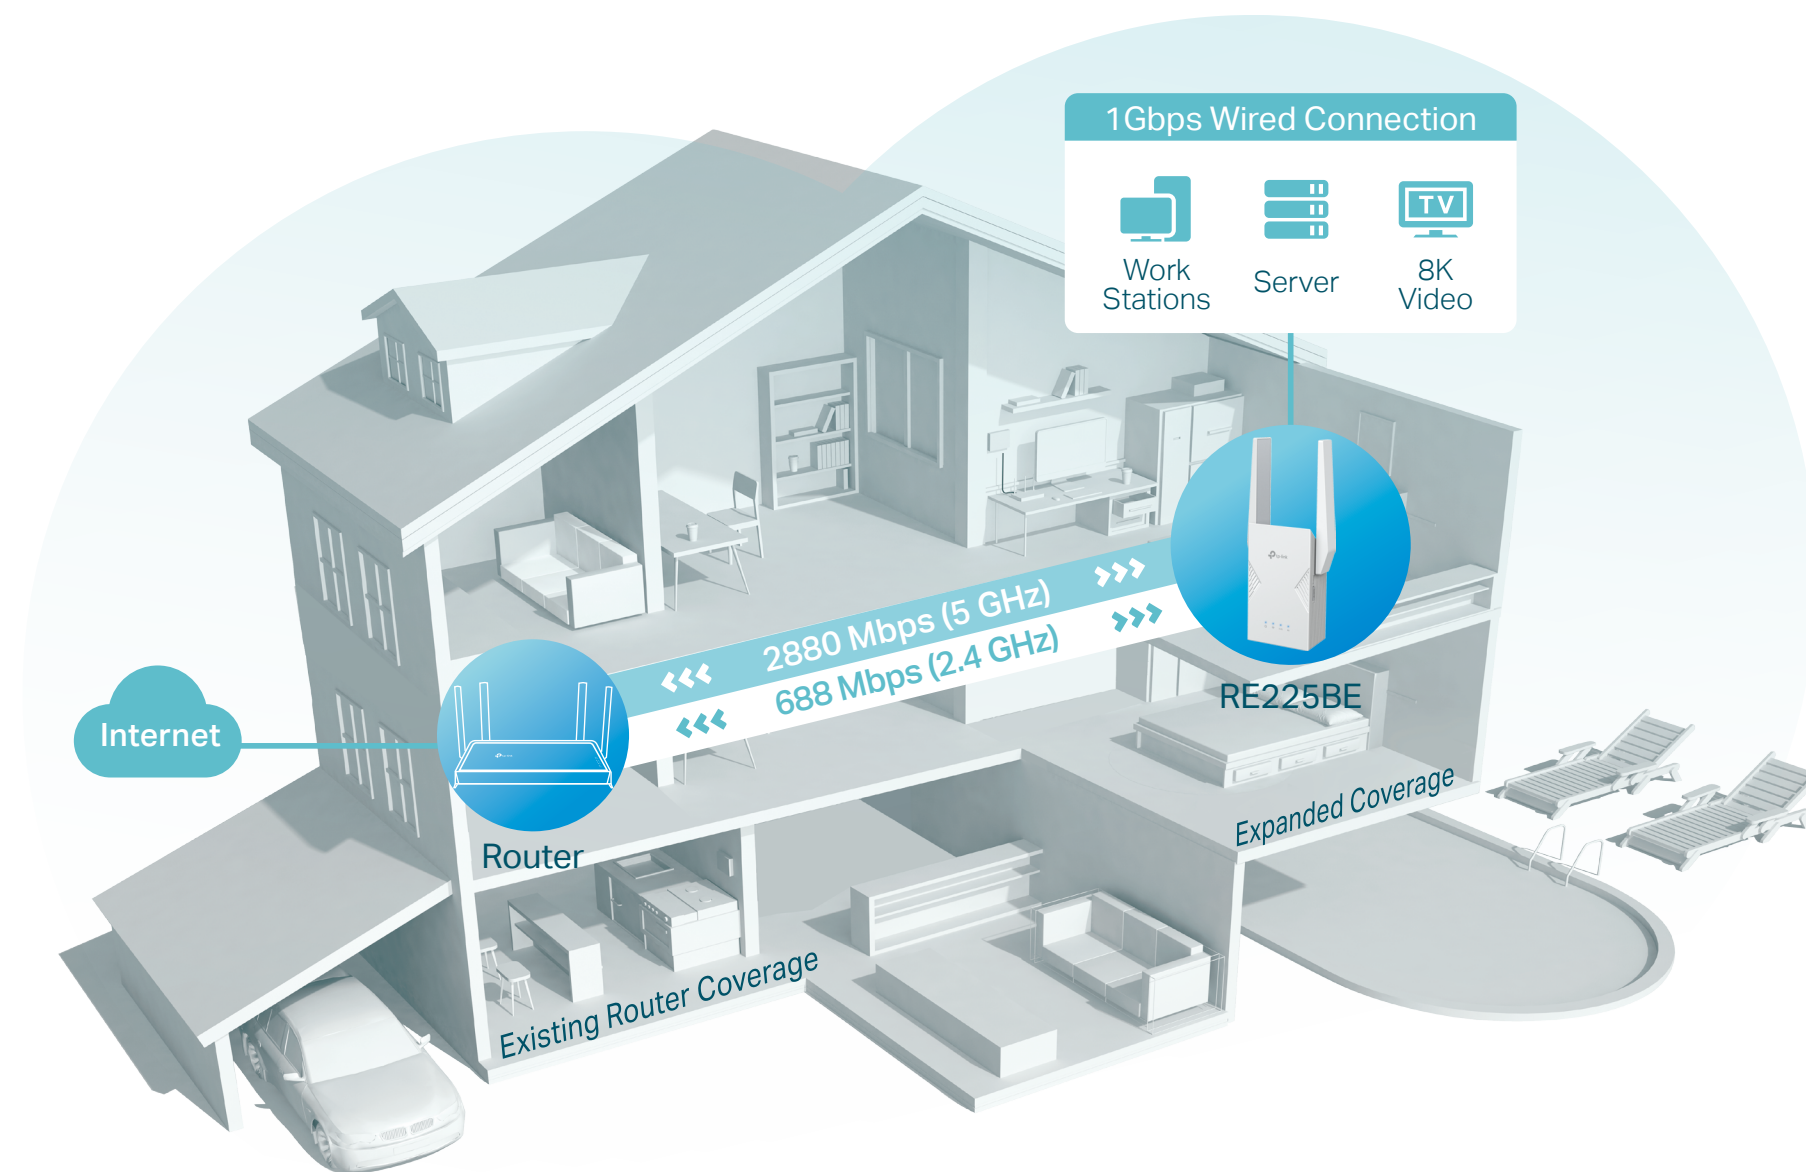 1Gbps Wired Connection
TV
Work
Stations
Server
8K
Video
2880 Mbps (5 GHz)
688 Mbps (2.4 GHz)
RE225BE
Internet
Router
Expanded Coverage
Existing Router Coverage